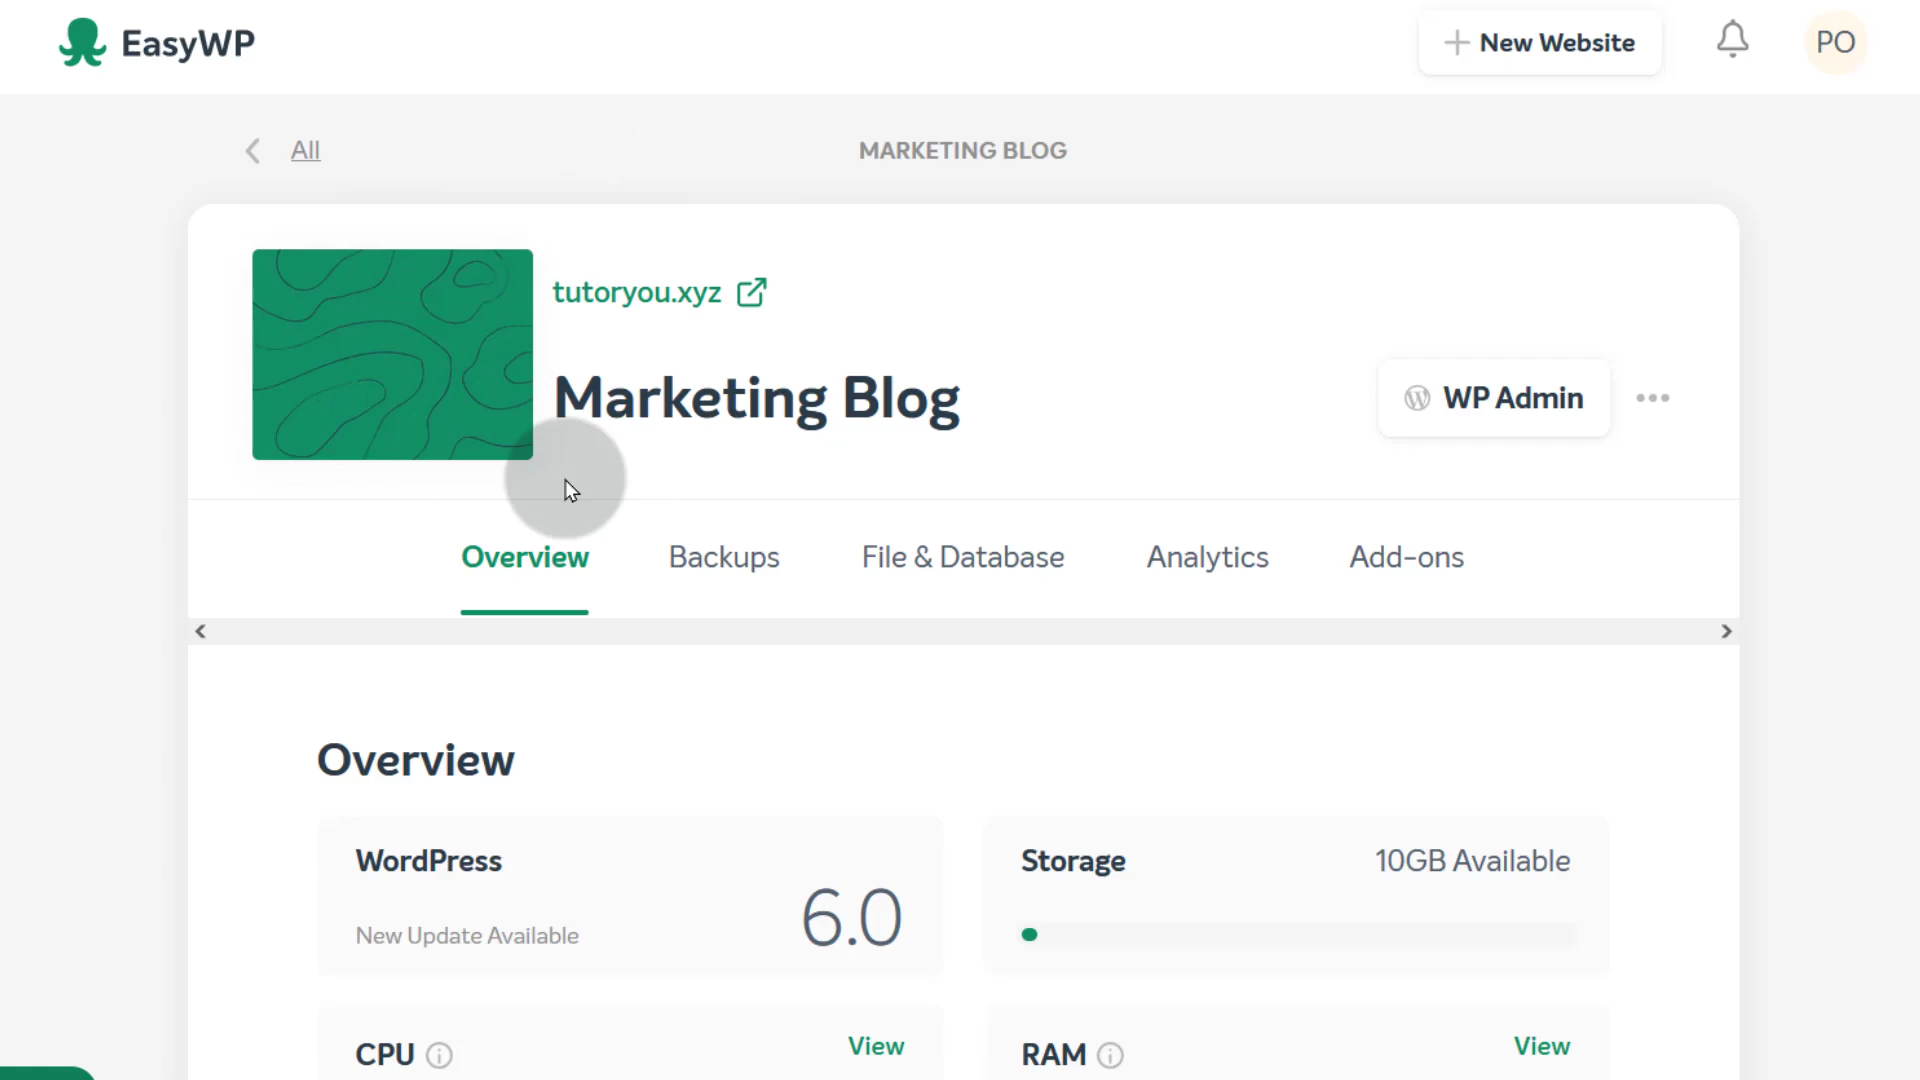 EasyWP
New Website
PO
All
MARKETING BLOG
tutoryou.xyz
Marketing Blog
WP Admin
Overview
Backups
File & Database
Analytics
Add-ons
Overview
WordPress
New Update Available
6.0
Storage
10GB Available
CPU
View
RAM
View